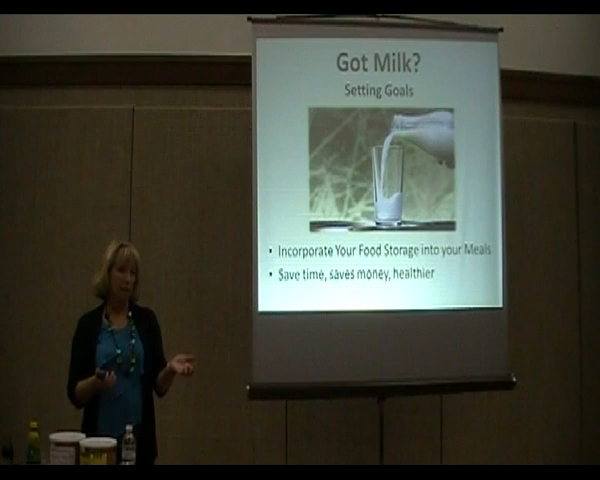 Got Milk?
Setting Goals
• Incorporate Your Food Storage into your Meals
• Save time, saves money, healthier